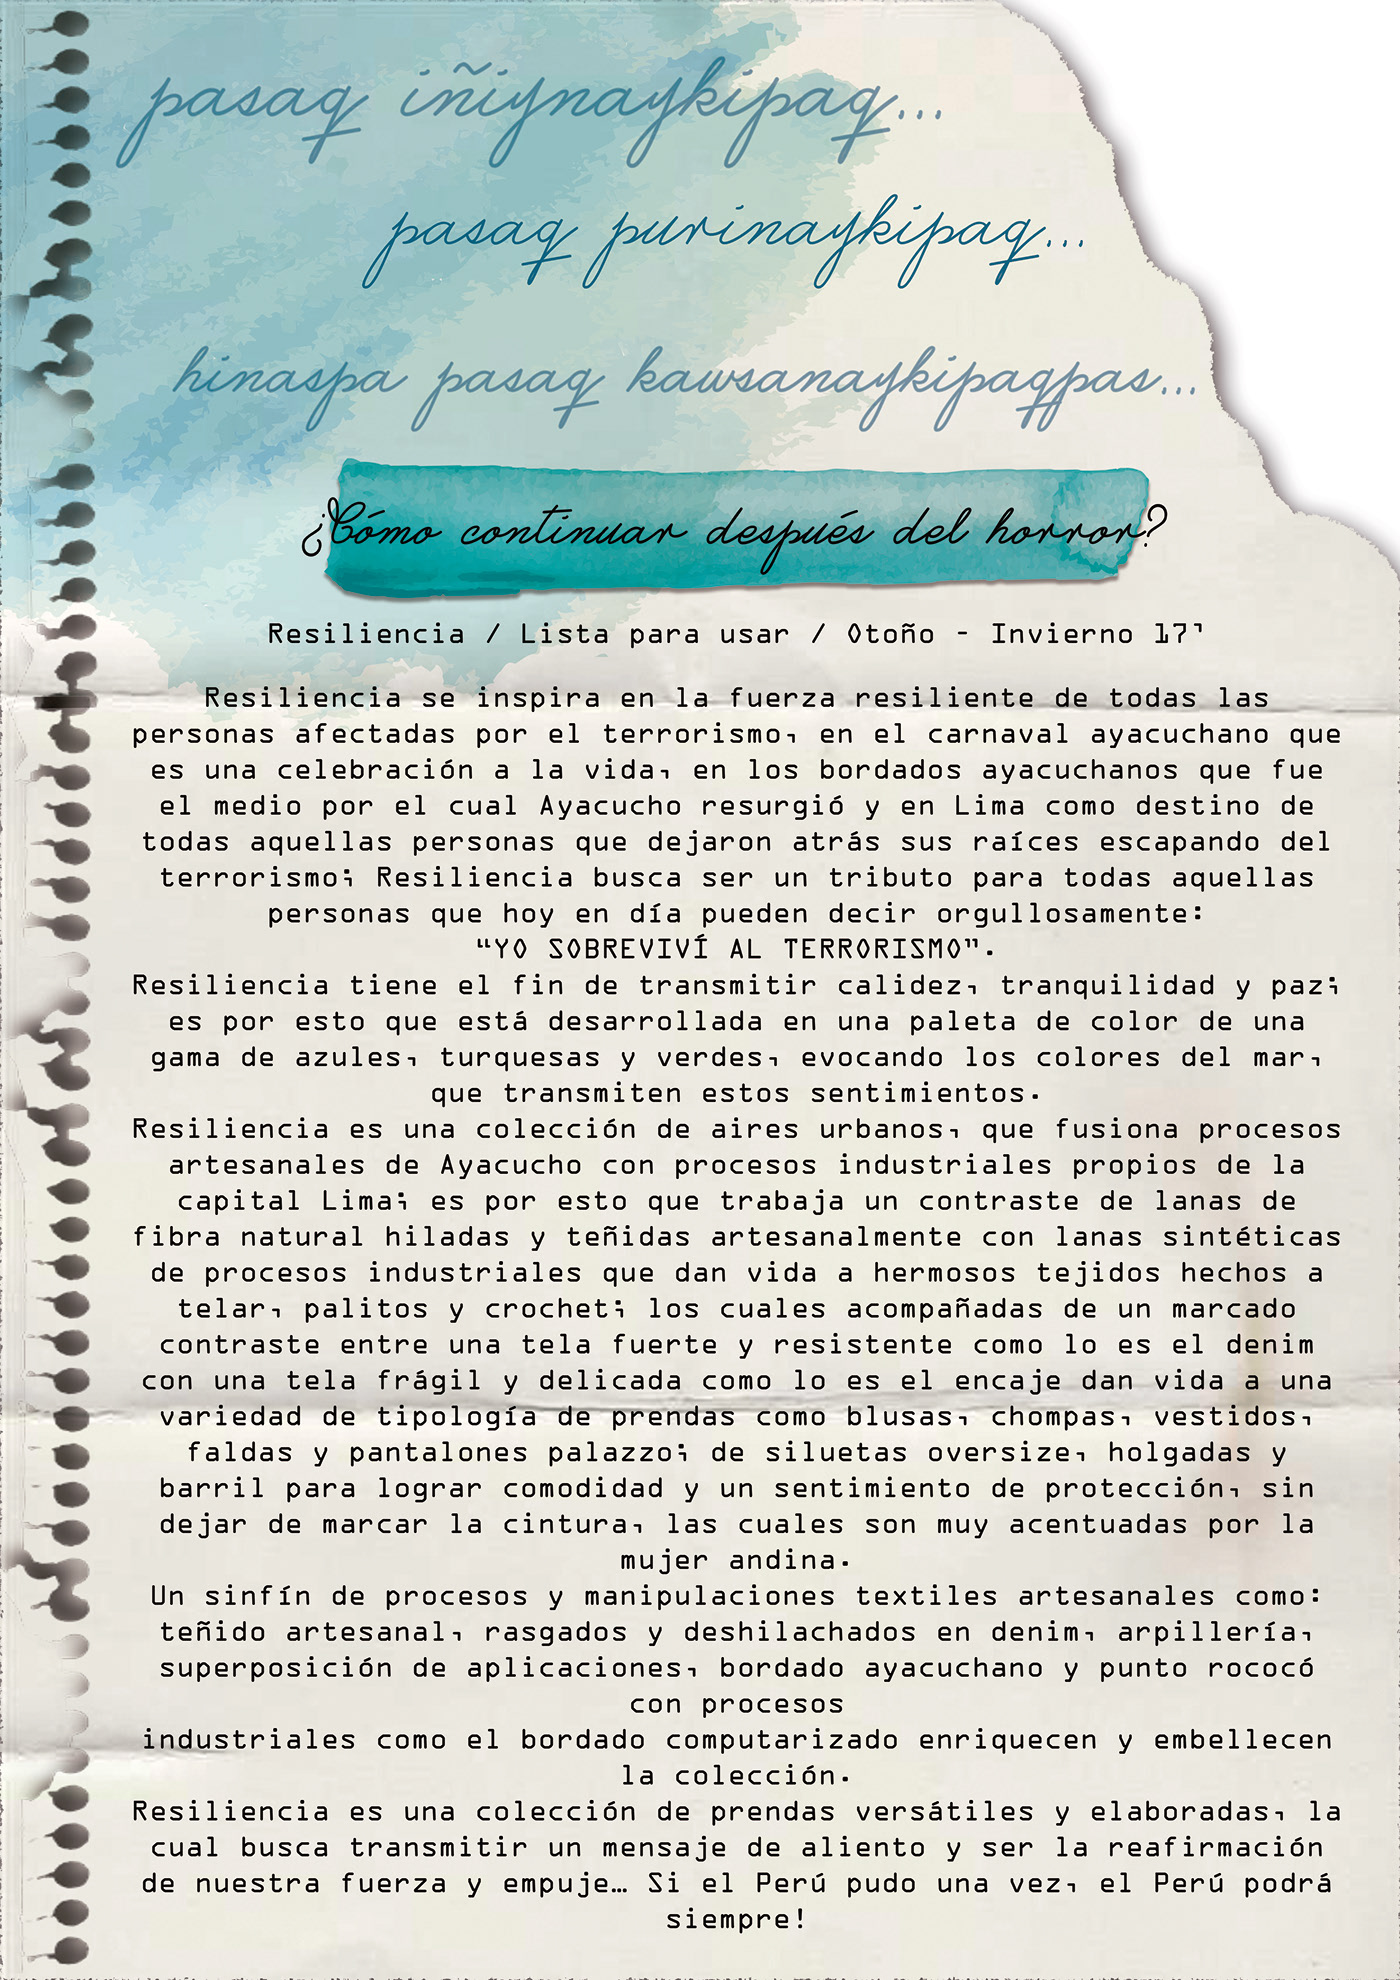 pasaq iñiynaykipaq...
pasaq purinaykipaq...
hinaspa pasaq kawsanaykipaqpas...
¿Cómo continuar después del horror?
Resiliencia / Lista para usar / Otoño - Invierno 17'
Resiliencia se inspira en la fuerza resiliente de todas las
personas afectadas por el terrorismo, en el carnaval ayacuchano que
es una celebración a la vida, en los bordados ayacuchanos que fue
el medio por el cual Ayacucho resurgió y en Lima como destino de
todas aquellas personas que dejaron atrás sus raíces escapando del
terrorismo; Resiliencia busca ser un tributo para todas aquellas
personas que hoy en día pueden decir orgullosamente:
“YO SOBREVIVÍ AL TERRORISMO”.
Resiliencia tiene el fin de transmitir calidez, tranquilidad y paz;
es por esto que está desarrollada en una paleta de color de una
gama de azules, turquesas y verdes, evocando los colores del mar,
que transmiten estos sentimientos.
Resiliencia es una colección de aires urbanos, que fusiona procesos
artesanales de Ayacucho con procesos industriales propios de la
capital Lima; es por esto que trabaja un contraste de lanas de
fibra natural hiladas y teñidas artesanalmente con lanas sintéticas
de procesos industriales que dan vida a hermosos tejidos hechos a
telar, palitos y crochet; los cuales acompañadas de un marcado
contraste entre una tela fuerte y resistente como lo es el denim
con una tela frágil y delicada como lo es el encaje dan vida a una
variedad de tipología de prendas como blusas, chompas, vestidos,
faldas y pantalones palazzo; de siluetas oversize, holgadas y
barril para lograr comodidad y un sentimiento de protección, sin
dejar de marcar la cintura, las cuales son muy acentuadas por la
mujer andina.
Un sinfín de procesos y manipulaciones textiles artesanales como:
teñido artesanal, rasgados y deshilachados en denim, arpillería,
superposición de aplicaciones, bordado ayacuchano y punto rococó
con procesos
industriales como el bordado computarizado enriquecen y embellecen
la colección.
Resiliencia es una colección de prendas versátiles y elaboradas, la
cual busca transmitir un mensaje de aliento y ser la reafirmación
de nuestra fuerza y empuje… Si el Perú pudo una vez, el Perú podrá
siempre!